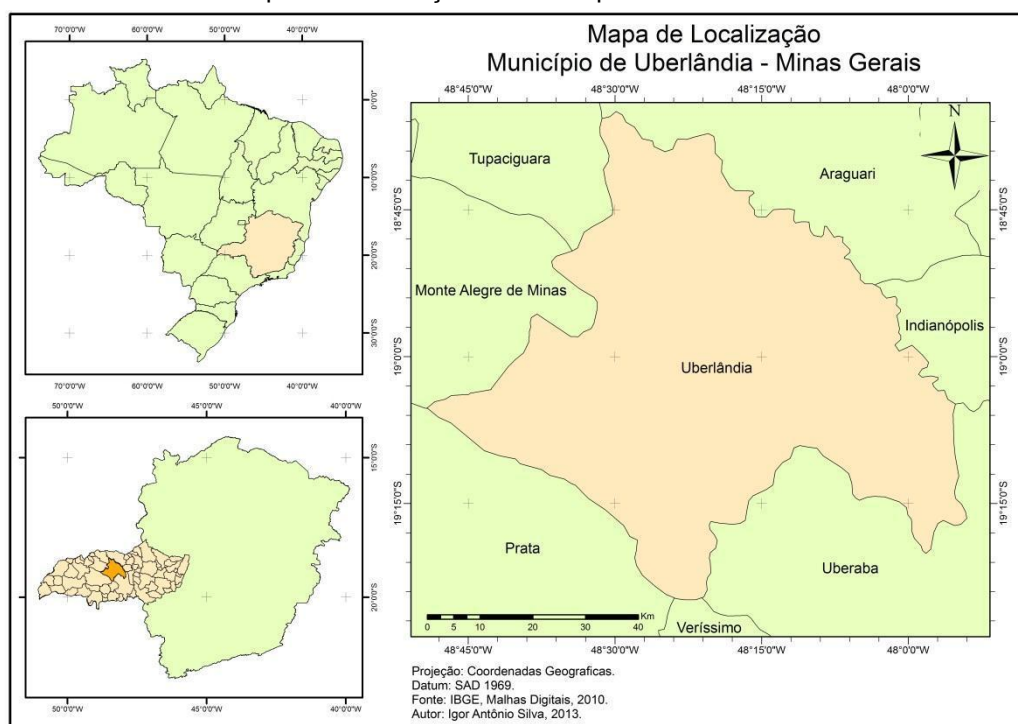 Mapa de Localização
Município de Uberlândia - Minas Gerais
70°0'0"W 60°0'0"W 50°0'0"W 40°0'0"W
0°0'0"
10°0'0"S
20°0'0"S
30°0'0"S
70°0'0"W 60°0'0"W 50°0'0"W 40°0'0"W
50°0'0"W 45°0'0"W 40°0'0"W
15°0'0"S
20°0'0"S
50°0'0"W 45°0'0"W 40°0'0"W
48°45'0"W 48°30'0"W 48°15'0"W 48°0'0"W
N
Tupaciguara
Araguari
18°45'0"S
18°45'0"S
Monte Alegre de Minas
Indianópolis
Uberlândia
19°0'0"S
19°0'0"S
19°15'0"S
19°15'0"S
Prata
Uberaba
Veríssimo
Km
0 5 10 20 30 40
48°45'0"W 48°30'0"W 48°15'0"W 48°0'0"W
Projeção: Coordenadas Geograficas.
Datum: SAD 1969.
Fonte: IBGE, Malhas Digitais, 2010.
Autor: Igor Antônio Silva, 2013.